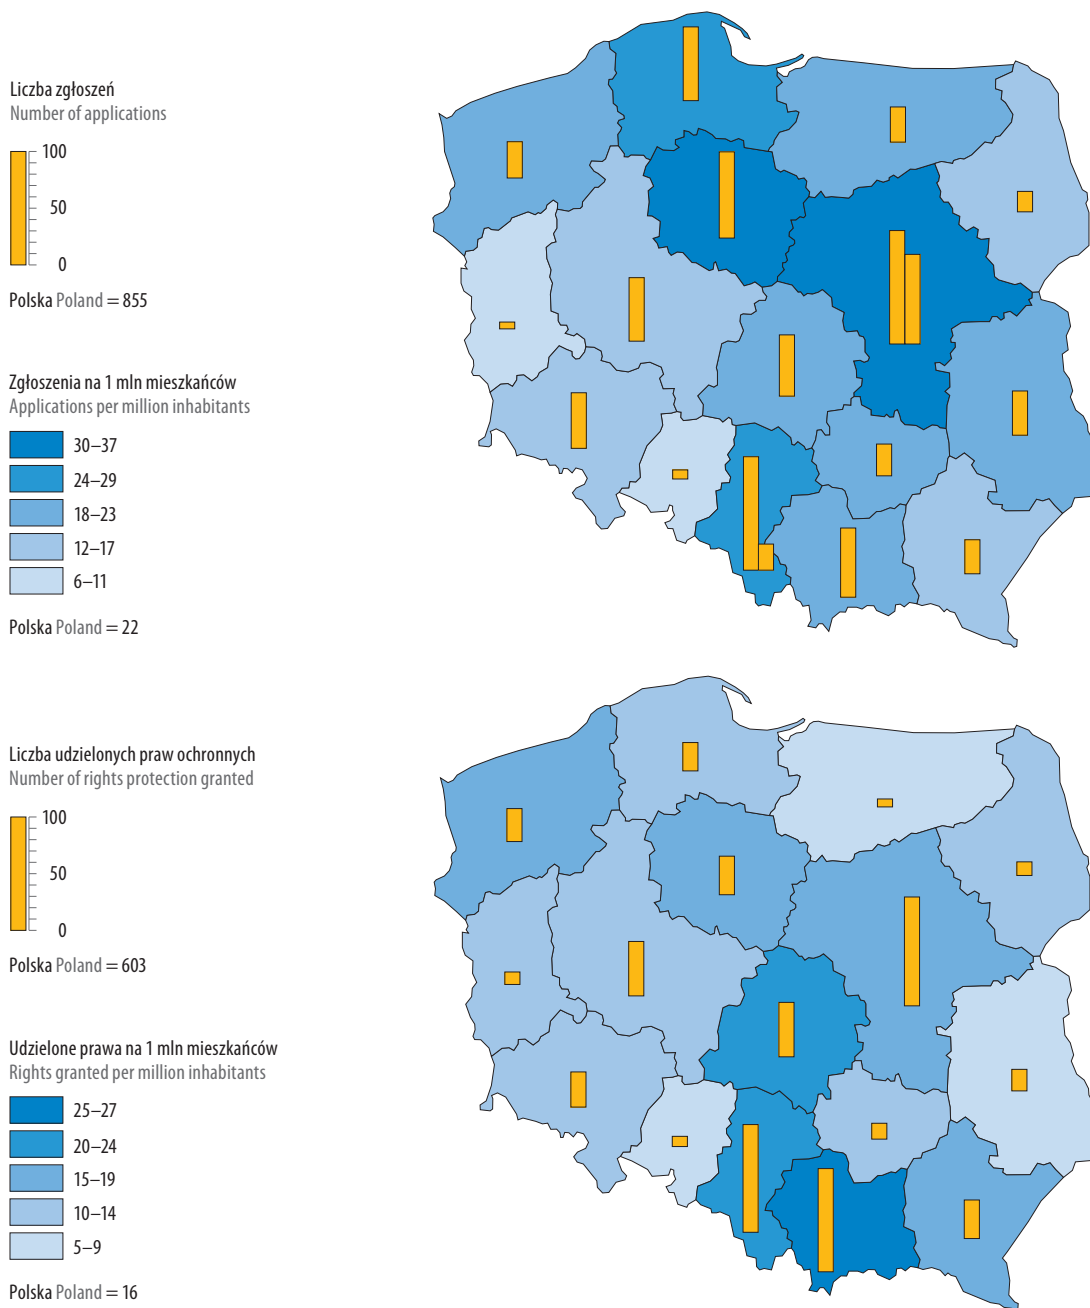 Liczba zgłoszeń
Number of applications
100
50
0
Polska Poland = 855
Zgłoszenia na 1 mln mieszkańców
Applications per million inhabitants
30–37
24–29
18–23
12–17
6–11
Polska Poland = 22
Liczba udzielonych praw ochronnych
Number of rights protection granted
100
50
0
Polska Poland = 603
Udzielone prawa na 1 mln mieszkańców
Rights granted per million inhabitants
25–27
20–24
15–19
10–14
5–9
Polska Poland = 16